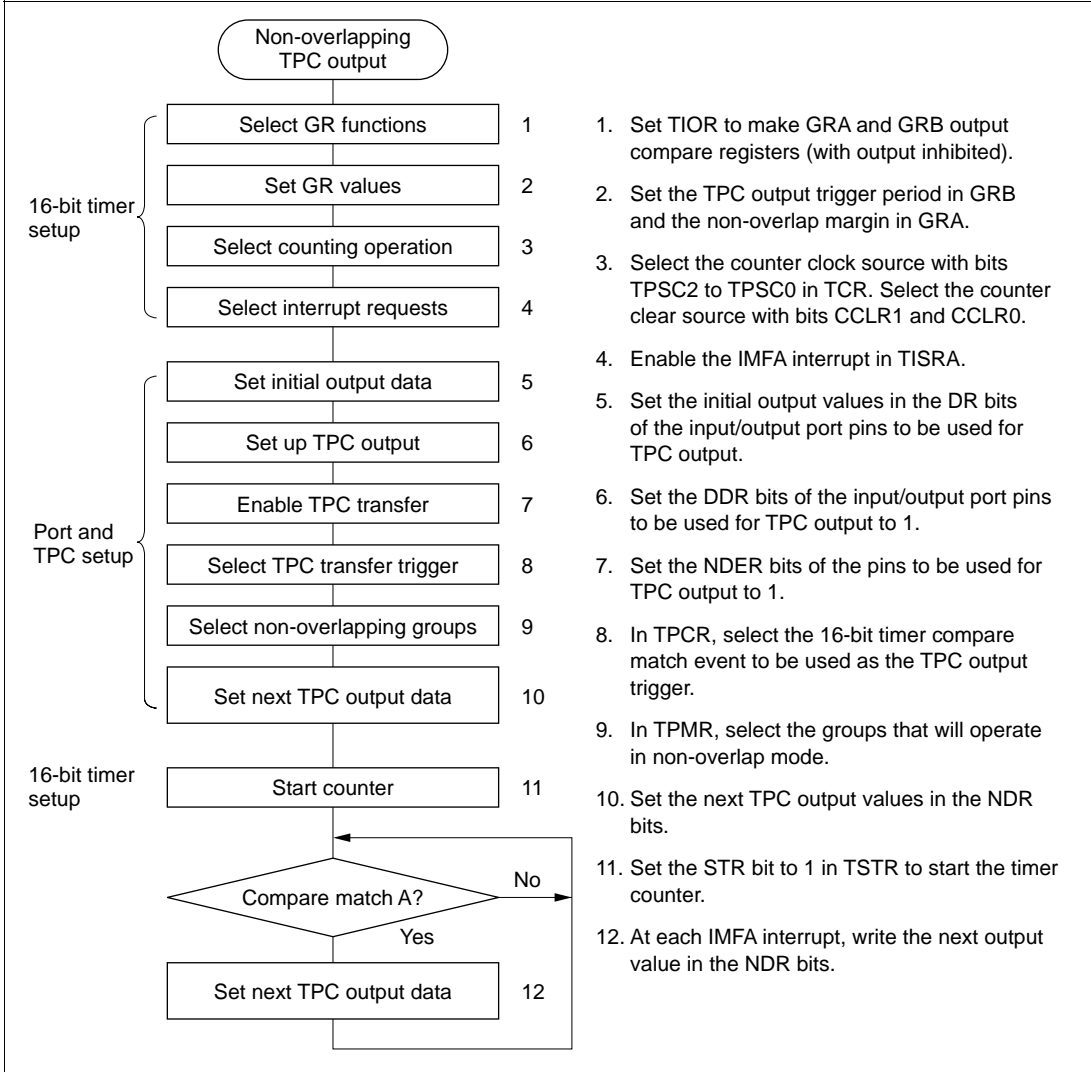 Non-overlapping
TPC output
16-bit timer
setup
Select GR functions 1
Set GR values 2
Select counting operation 3
Select interrupt requests 4
Port and
TPC setup
Set initial output data 5
Set up TPC output 6
Enable TPC transfer 7
Select TPC transfer trigger 8
Select non-overlapping groups 9
Set next TPC output data 10
16-bit timer
setup
Start counter 11
Compare match A?
No
Yes
Set next TPC output data 12
1. Set TIOR to make GRA and GRB output
compare registers (with output inhibited).
2. Set the TPC output trigger period in GRB
and the non-overlap margin in GRA.
3. Select the counter clock source with bits
TPSC2 to TPSC0 in TCR. Select the counter
clear source with bits CCLR1 and CCLR0.
4. Enable the IMFA interrupt in TISRA.
5. Set the initial output values in the DR bits
of the input/output port pins to be used for
TPC output.
6. Set the DDR bits of the input/output port pins
to be used for TPC output to 1.
7. Set the NDER bits of the pins to be used for
TPC output to 1.
8. In TPCR, select the 16-bit timer compare
match event to be used as the TPC output
trigger.
9. In TPMR, select the groups that will operate
in non-overlap mode.
10. Set the next TPC output values in the NDR
bits.
11. Set the STR bit to 1 in TSTR to start the timer
counter.
12. At each IMFA interrupt, write the next output
value in the NDR bits.